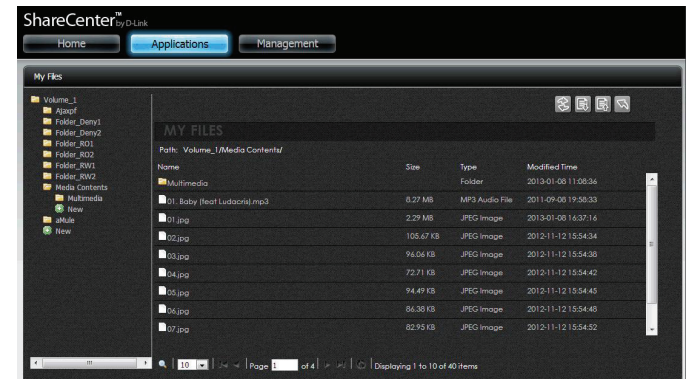 ShareCenter™ by D-Link
Home Applications Management
My Files
Volume_1
Ajaxpf
Folder_Deny1
Folder_Deny2
Folder_RO1
Folder_RO2
Folder_RW1
Folder_RW2
Media Contents
Multimedia
New
aMule
New
MY FILES
Path: Volume_1/Media Contents/
Name Size Type Modified Time
Multimedia Folder 2013-01-08 11:08:36
01. Baby (feat Ludacris).mp3 8.27 MB MP3 Audio File 2011-09-08 19:58:33
01.jpg 2.29 MB JPEG Image 2013-01-08 16:37:16
02.jpg 105.67 KB JPEG Image 2012-11-12 15:54:34
03.jpg 96.06 KB JPEG Image 2012-11-12 15:54:38
04.jpg 72.71 KB JPEG Image 2012-11-12 15:54:42
05.jpg 94.49 KB JPEG Image 2012-11-12 15:54:45
06.jpg 86.38 KB JPEG Image 2012-11-12 15:54:48
07.jpg 82.95 KB JPEG Image 2012-11-12 15:54:52
10 Page 1 of 4 Displaying 1 to 10 of 40 items